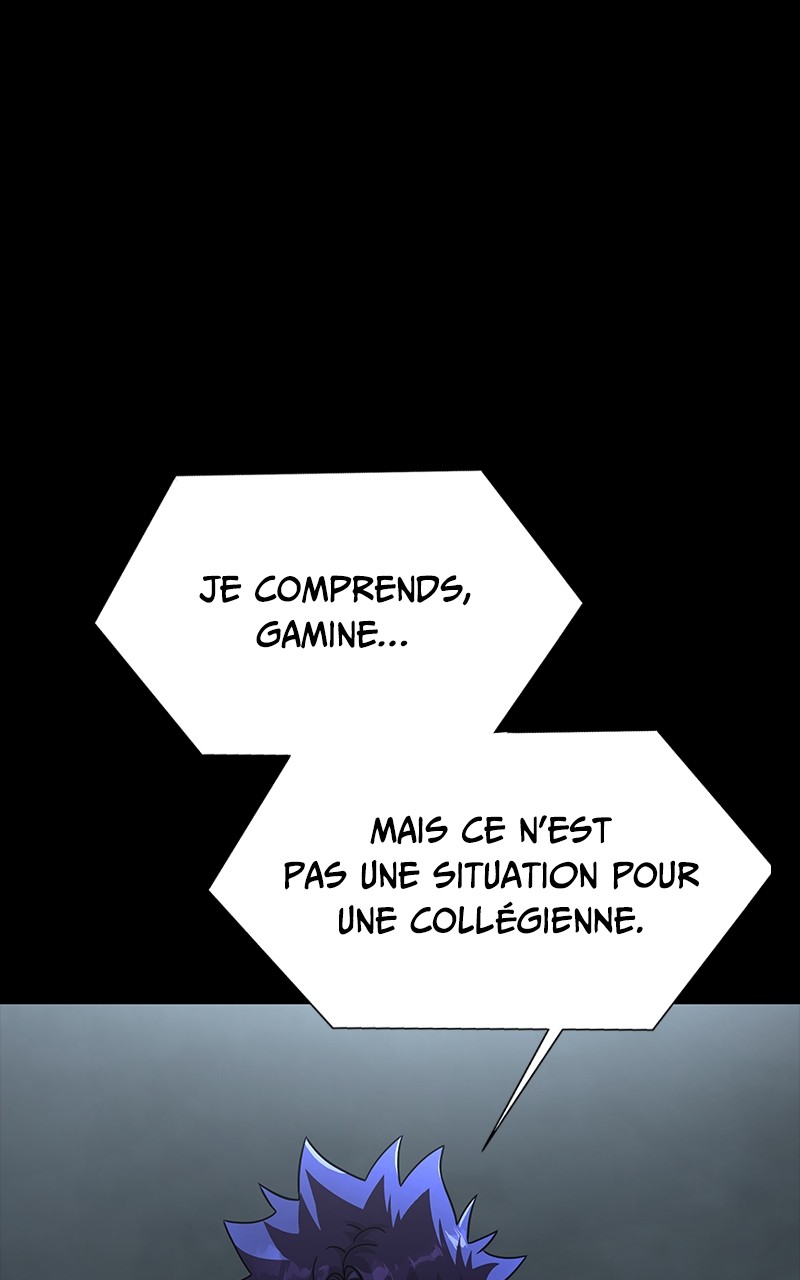 JE COMPRENDS,
GAMINE...
MAIS CE N'EST
PAS UNE SITUATION POUR
UNE COLLÉGIENNE.